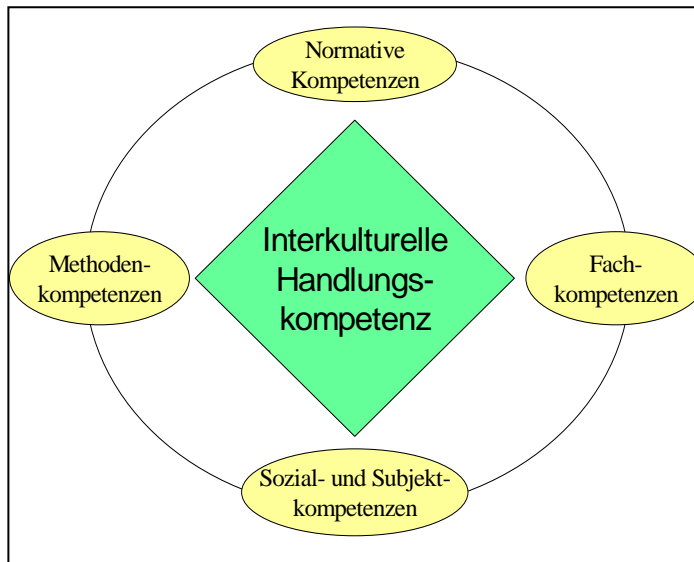 Normative
Kompetenzen
Interkulturelle
Handlungs-
kompetenz
Methoden-
kompetenzen
Fach-
kompetenzen
Sozial- und Subjekt-
kompetenzen